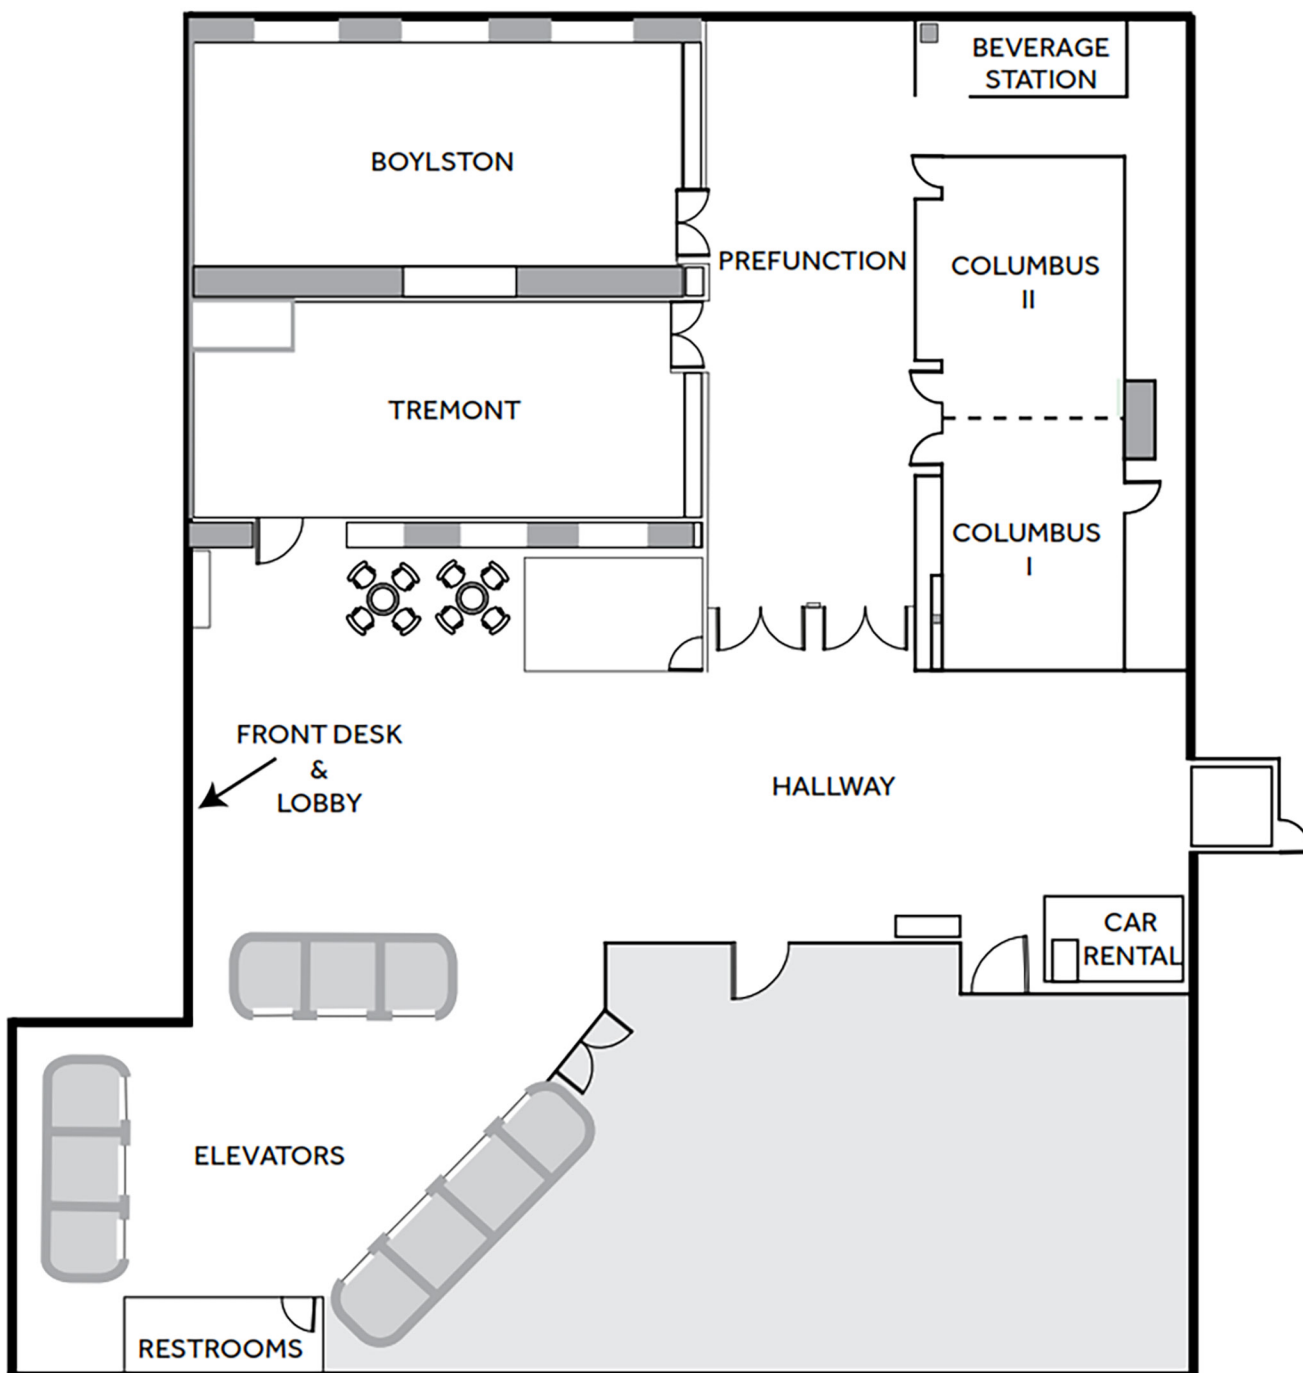 BEVERAGE
STATION
BOYLSTON
PREFUNCTION
COLUMBUS
II
TREMONT
COLUMBUS
I
FRONT DESK
&
LOBBY
HALLWAY
CAR
RENTAL
ELEVATORS
RESTROOMS